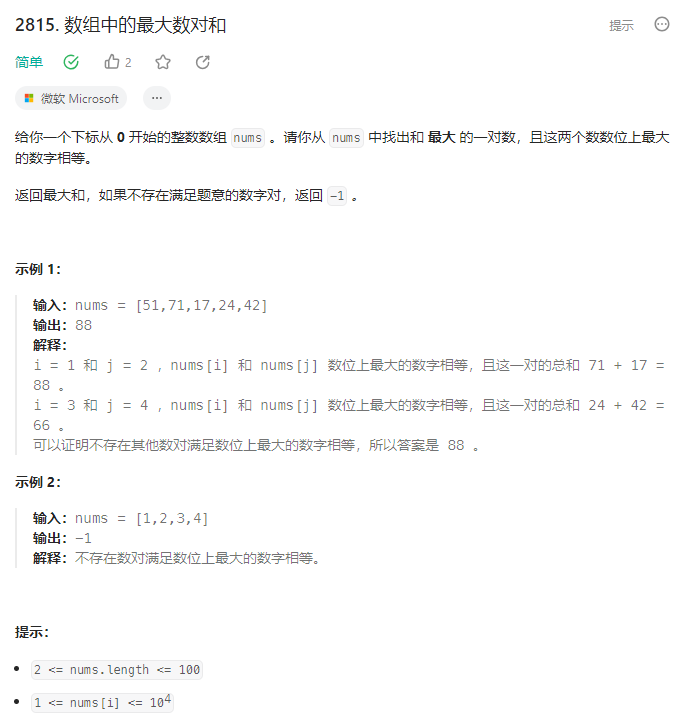 2815. 数组中的最大数对和
提示
简单
2
微软 Microsoft
...
给你一个下标从 0 开始的整数数组 nums 。请你从 nums 中找出和 最大 的一对数，且这两个数数位上最大
的数字相等。
返回最大和，如果不存在满足题意的数字对，返回 -1 。
示例 1：
输入：nums = [51,71,17,24,42]
输出：88
解释：
i = 1 和 j = 2 ，nums[i] 和 nums[j] 数位上最大的数字相等，且这一对的总和 71 + 17 =
88 。
i = 3 和 j = 4 ，nums[i] 和 nums[j] 数位上最大的数字相等，且这一对的总和 24 + 42 =
66 。
可以证明不存在其他数对满足数位上最大的数字相等，所以答案是 88 。
示例 2：
输入：nums = [1,2,3,4]
输出：-1
解释：不存在数对满足数位上最大的数字相等。
提示：
2 <= nums.length <= 100
1 <= nums[i] <= 10⁴